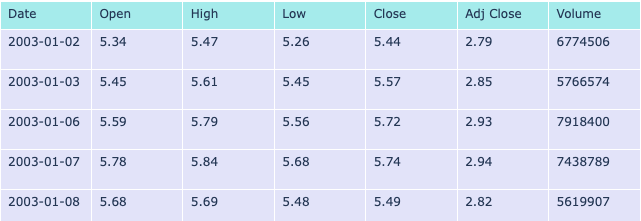 Date Open High Low Close Adj Close Volume
2003-01-02 5.34 5.47 5.26 5.44 2.79 6774506
2003-01-03 5.45 5.61 5.45 5.57 2.85 5766574
2003-01-06 5.59 5.79 5.56 5.72 2.93 7918400
2003-01-07 5.78 5.84 5.68 5.74 2.94 7438789
2003-01-08 5.68 5.69 5.48 5.49 2.82 5619907